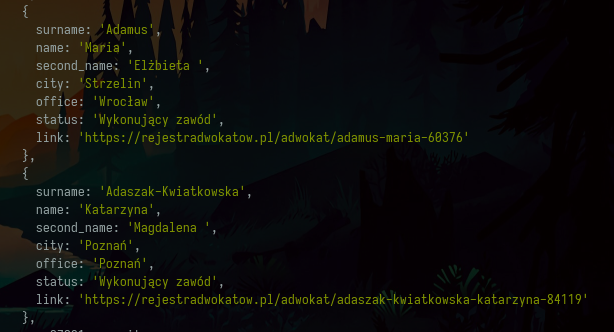 {
surname: 'Adamus',
name: 'Maria',
second_name: 'Elżbieta ',
city: 'Strzelin',
office: 'Wrocław',
status: 'Wykonujący zawód',
link: 'https://rejestradwokatow.pl/adwokat/adamus-maria-60376'
},
{
surname: 'Adaszak-Kwiatkowska',
name: 'Katarzyna',
second_name: 'Magdalena ',
city: 'Poznań',
office: 'Poznań',
status: 'Wykonujący zawód',
link: 'https://rejestradwokatow.pl/adwokat/adaszak-kwiatkowska-katarzyna-84119'
},